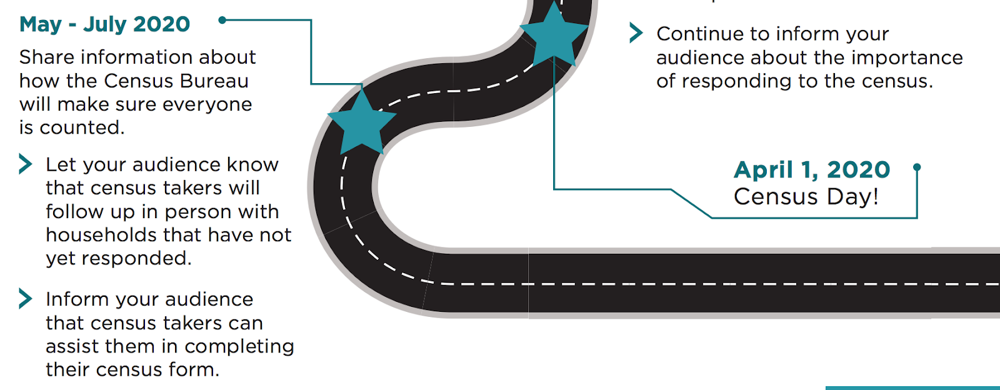 May - July 2020
Share information about
how the Census Bureau
will make sure everyone
is counted.
Let your audience know
that census takers will
follow up in person with
households that have not
yet responded.
Inform your audience
that census takers can
assist them in completing
their census form.
Continue to inform your
audience about the importance
of responding to the census.
April 1, 2020
Census Day!